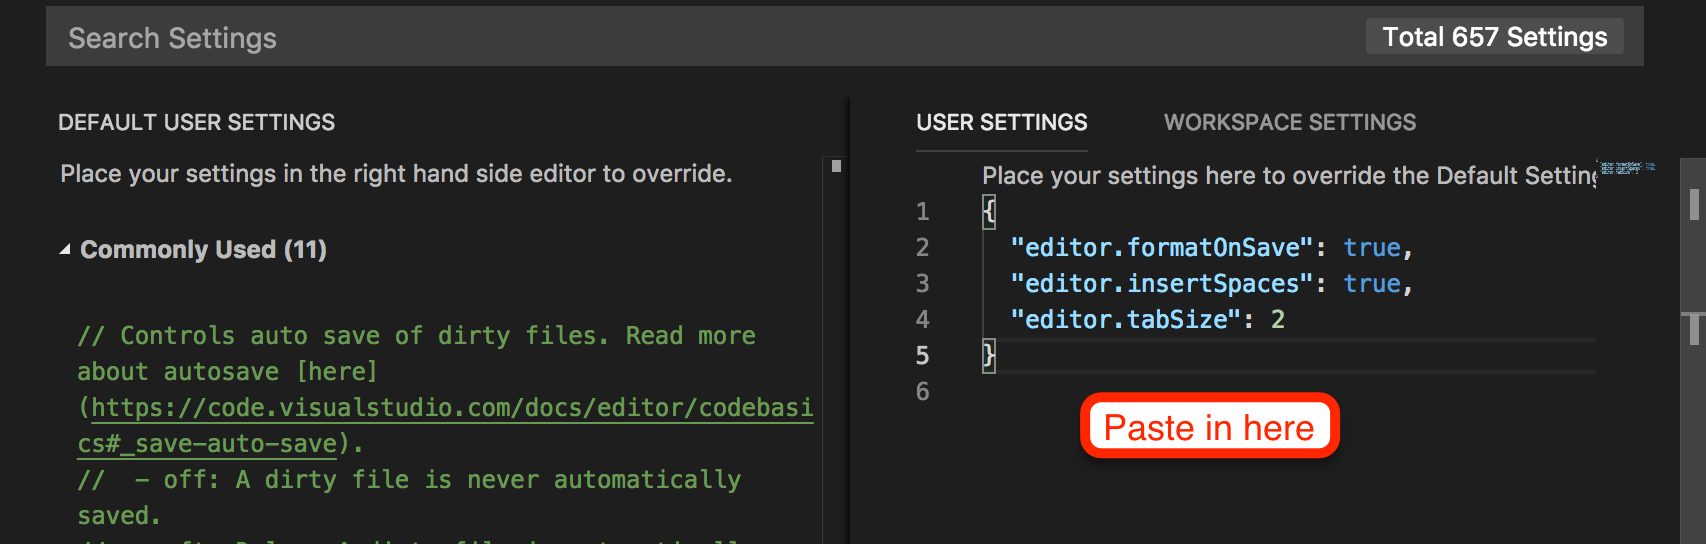 Search Settings
Total 657 Settings
DEFAULT USER SETTINGS
Place your settings in the right hand side editor to override.
Commonly Used (11)
// Controls auto save of dirty files. Read more
about autosave [here]
(https://code.visualstudio.com/docs/editor/codebasi
cs#_save-auto-save).
//  - off: A dirty file is never automatically
saved.
USER SETTINGS
WORKSPACE SETTINGS
Place your settings here to override the Default Setting
1 {
2   "editor.formatOnSave": true,
3   "editor.insertSpaces": true,
4   "editor.tabSize": 2
5 }
6
Paste in here